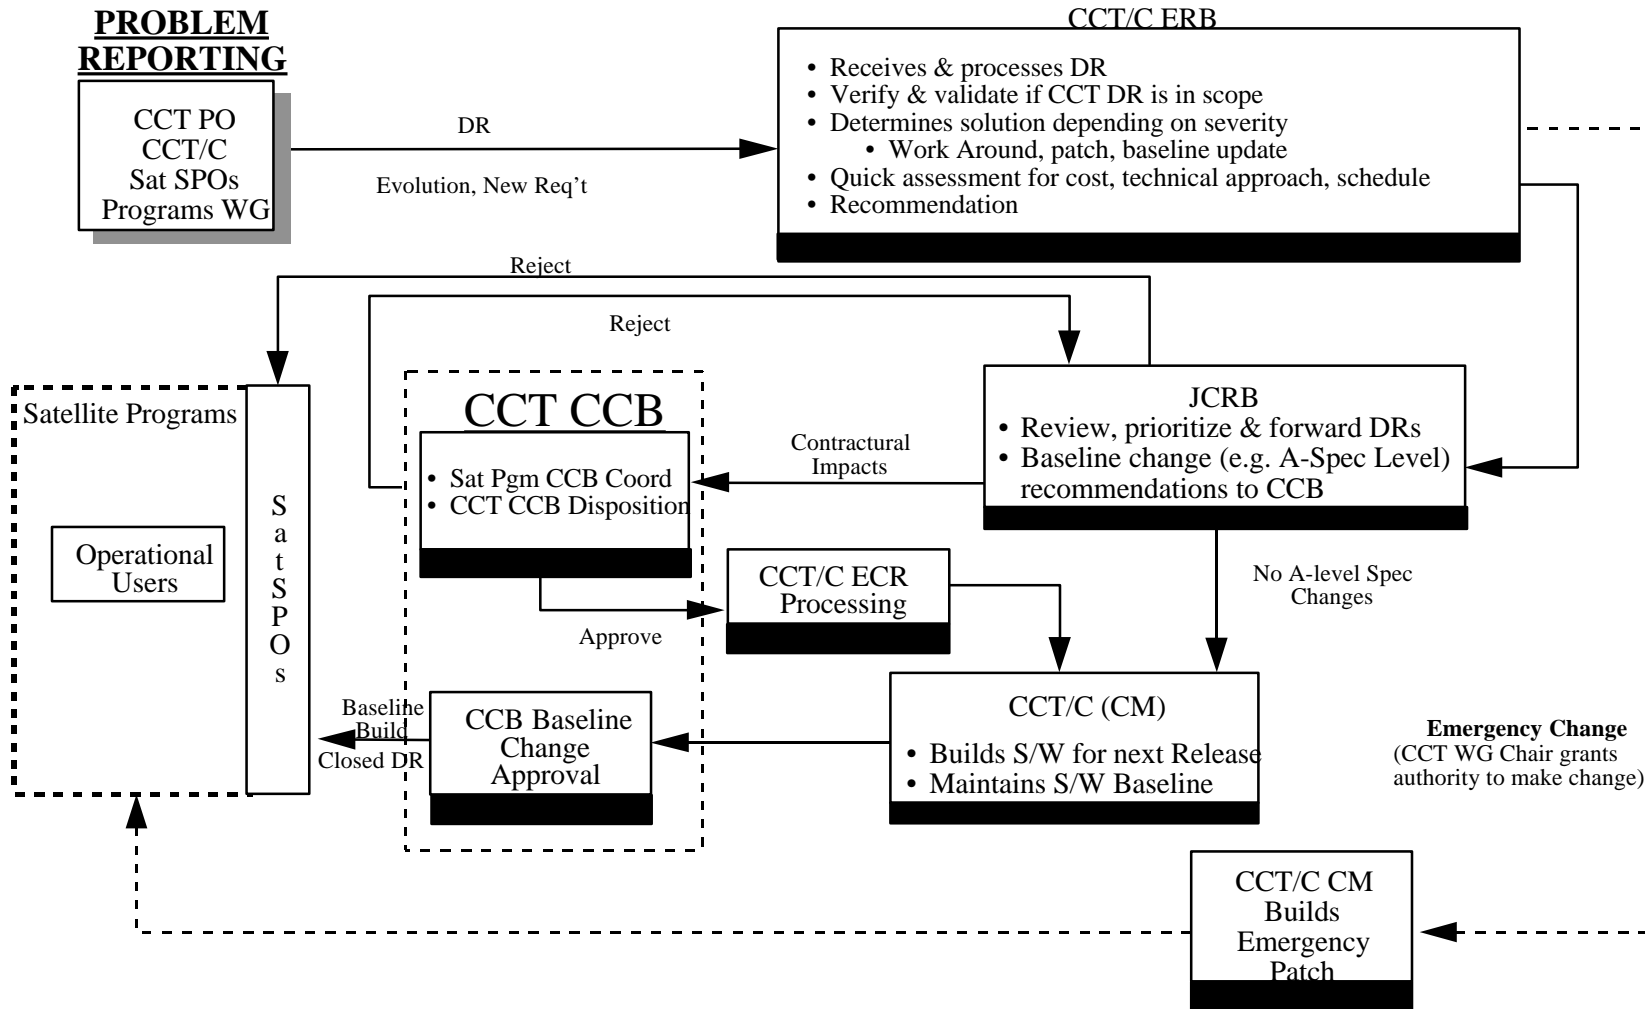 PROBLEM
REPORTING
CCT PO
CCT/C
Sat SPOs
Programs WG
DR
Evolution, New Req't
CCT/C ERB
• Receives & processes DR
• Verify & validate if CCT DR is in scope
• Determines solution depending on severity
• Work Around, patch, baseline update
• Quick assessment for cost, technical approach, schedule
• Recommendation
Reject
Reject
Satellite Programs
Operational
Users
S
a
t
S
P
O
s
CCT CCB
• Sat Pgm CCB Coord
• CCT CCB Disposition
Contractural
Impacts
JCRB
• Review, prioritize & forward DRs
• Baseline change (e.g. A-Spec Level)
recommendations to CCB
CCT/C ECR
Processing
Approve
No A-level Spec
Changes
Baseline
Build
Closed DR
CCB Baseline
Change
Approval
CCT/C (CM)
• Builds S/W for next Release
• Maintains S/W Baseline
Emergency Change
(CCT WG Chair grants
authority to make change)
CCT/C CM
Builds
Emergency
Patch